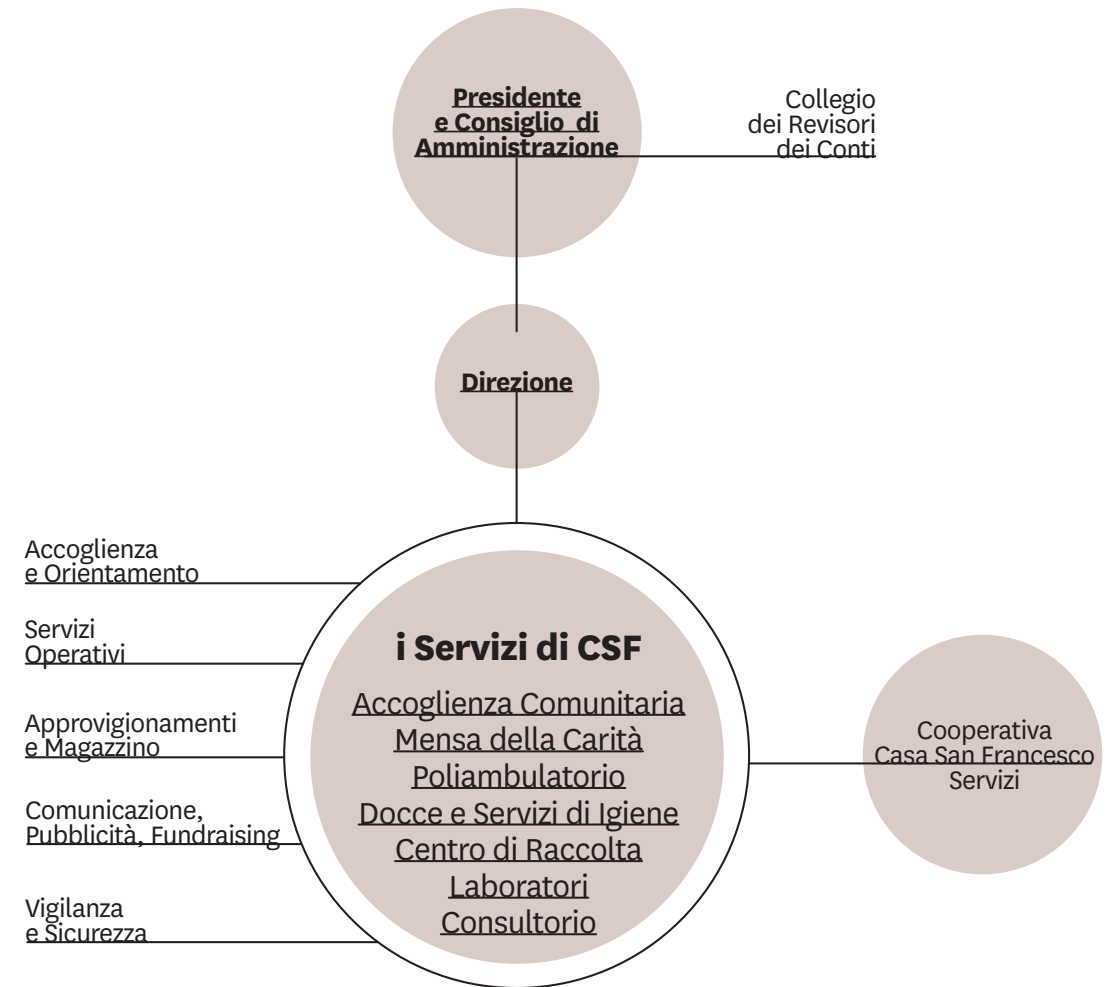 Presidente
e Consiglio di
Amministrazione
Collegio
dei Revisori
dei Conti
Direzione
Accoglienza
e Orientamento
Servizi
Operativi
Approvigionamenti
e Magazzino
Comunicazione,
Pubblicità, Fundraising
Vigilanza
e Sicurezza
i Servizi di CSF
Accoglienza Comunitaria
Mensa della Carità
Poliambulatorio
Docce e Servizi di Igiene
Centro di Raccolta
Laboratori
Consultorio
Cooperativa
Casa San Francesco
Servizi